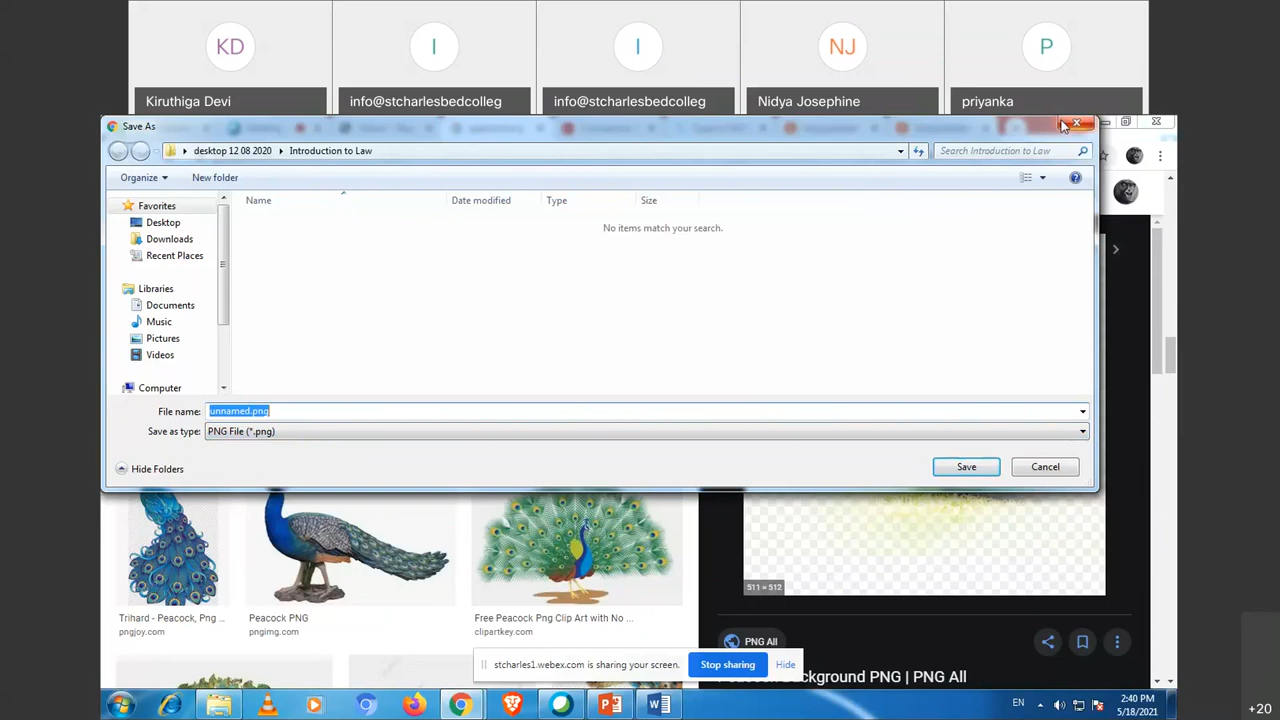 KD
I
I
NJ
P
Kiruthiga Devi
info@stcharlesbedcolleg
info@stcharlesbedcolleg
Nidya Josephine
priyanka
Save As
desktop 12 08 2020
Introduction to Law
Search Introduction to Law
Organize
New folder
Name
Date modified
Type
Size
No items match your search.
Favorites
Desktop
Downloads
Recent Places
Libraries
Documents
Music
Pictures
Videos
Computer
File name:
unnamed.png
Save as type:
PNG File (*.png)
Hide Folders
Save
Cancel
511 × 512
Trihard - Peacock, Png ...
pngjoy.com
Peacock PNG
pngimg.com
Free Peacock Png Clip Art with No ...
clipartkey.com
PNG All
stcharles1.webex.com is sharing your screen.
Stop sharing
Hide
Background PNG | PNG All
EN
2:40 PM
5/18/2021
+20